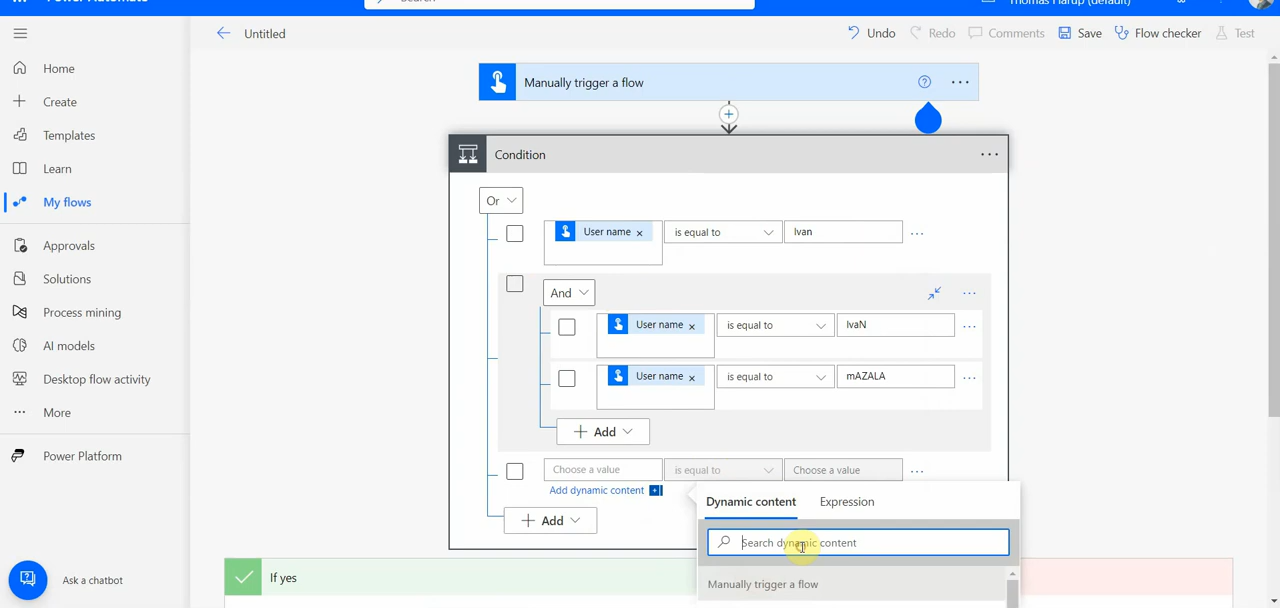 Power Automate
Search
Thomas Harup (default)
Untitled
Undo
Redo
Comments
Save
Flow checker
Test
Home
Create
Templates
Learn
My flows
Approvals
Solutions
Process mining
AI models
Desktop flow activity
More
Power Platform
Ask a chatbot
Manually trigger a flow
Condition
Or
User name
is equal to
Ivan
And
User name
is equal to
IvaN
User name
is equal to
mAZALA
Add
Choose a value
is equal to
Choose a value
Add dynamic content
Add
Dynamic content
Expression
Search dynamic content
Manually trigger a flow
If yes